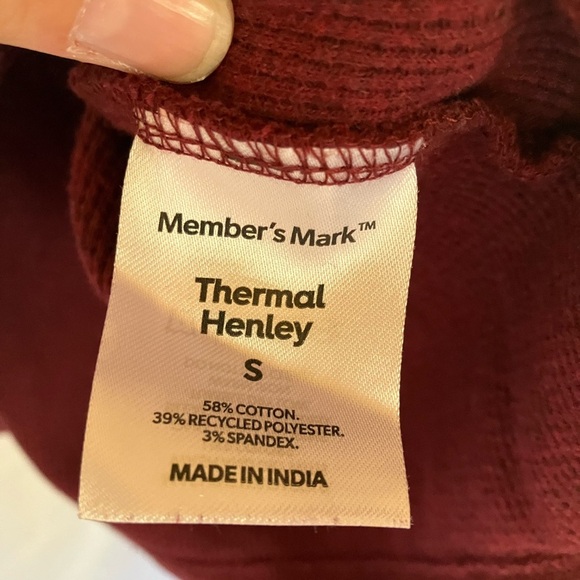 Member's Mark™
Thermal
Henley
S
58% COTTON.
39% RECYCLED POLYESTER.
3% SPANDEX.
MADE IN INDIA